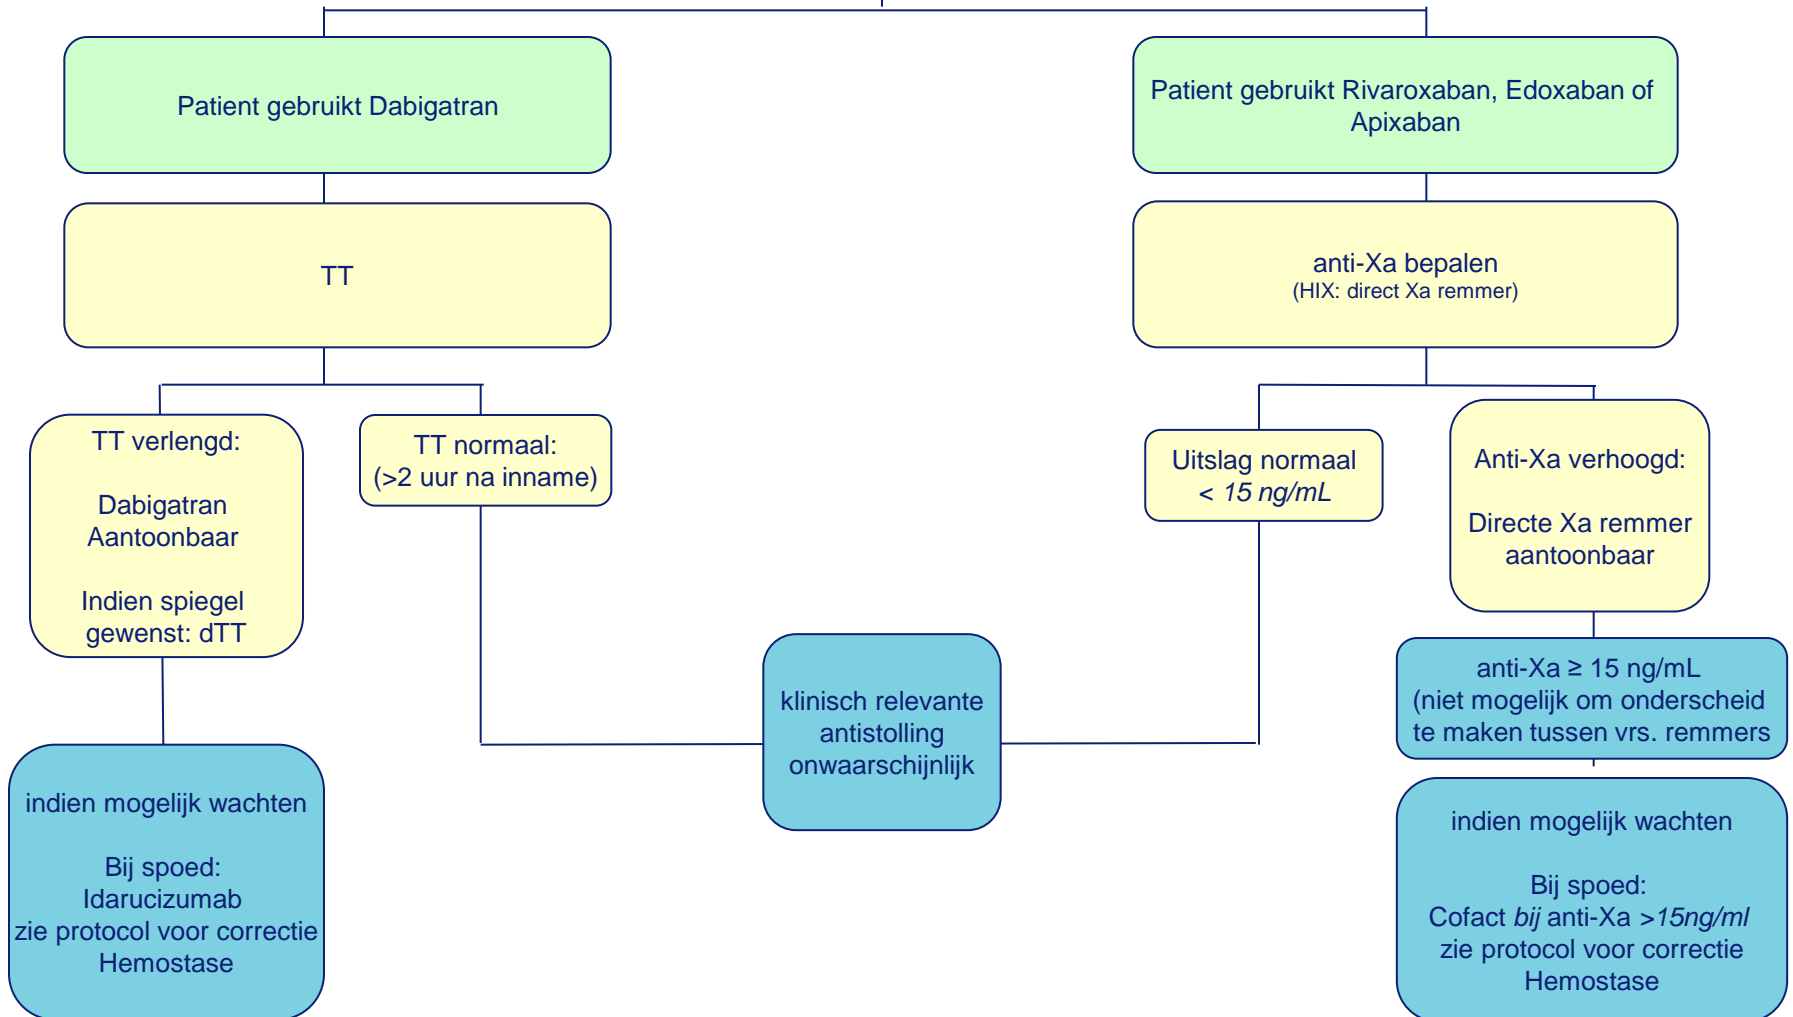 Patient gebruikt Dabigatran
Patient gebruikt Rivaroxaban, Edoxaban of
Apixaban
TT
anti-Xa bepalen
(HIX: direct Xa remmer)
TT verlengd:
Dabigatran
Aantoonbaar
Indien spiegel
gewenst: dTT
TT normaal:
(>2 uur na inname)
Uitslag normaal
< 15 ng/mL
Anti-Xa verhoogd:
Directe Xa remmer
aantoonbaar
klinisch relevante
antistolling
onwaarschijnlijk
anti-Xa ≥ 15 ng/mL
(niet mogelijk om onderscheid
te maken tussen vrs. remmers
indien mogelijk wachten
Bij spoed:
Idarucizumab
zie protocol voor correctie
Hemostase
indien mogelijk wachten
Bij spoed:
Cofact bij anti-Xa >15ng/ml
zie protocol voor correctie
Hemostase